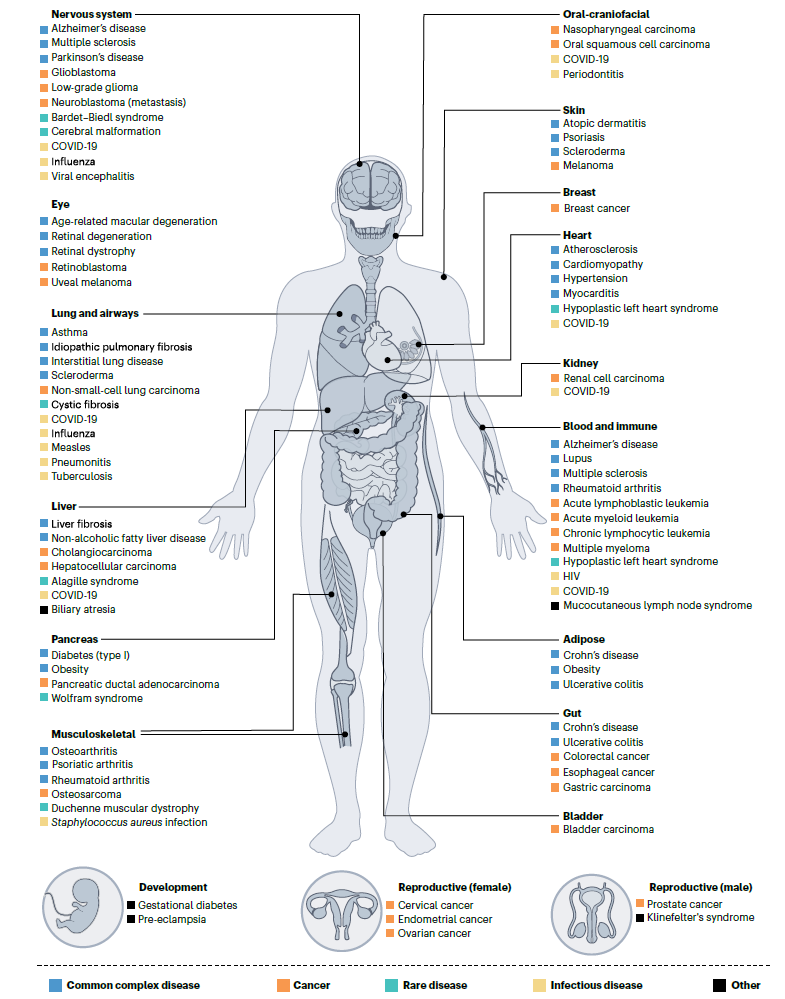 Nervous system
Alzheimer's disease
Multiple sclerosis
Parkinson's disease
Glioblastoma
Low-grade glioma
Neuroblastoma (metastasis)
Bardet–Biedl syndrome
Cerebral malformation
COVID-19
Influenza
Viral encephalitis
Eye
Age-related macular degeneration
Retinal degeneration
Retinal dystrophy
Retinoblastoma
Uveal melanoma
Lung and airways
Asthma
Idiopathic pulmonary fibrosis
Interstitial lung disease
Scleroderma
Non-small-cell lung carcinoma
Cystic fibrosis
COVID-19
Influenza
Measles
Pneumonitis
Tuberculosis
Liver
Liver fibrosis
Non-alcoholic fatty liver disease
Cholangiocarcinoma
Hepatocellular carcinoma
Alagille syndrome
COVID-19
Biliary atresia
Pancreas
Diabetes (type I)
Obesity
Pancreatic ductal adenocarcinoma
Wolfram syndrome
Musculoskeletal
Osteoarthritis
Psoriatic arthritis
Rheumatoid arthritis
Osteosarcoma
Duchenne muscular dystrophy
Staphylococcus aureus infection
Oral-craniofacial
Nasopharyngeal carcinoma
Oral squamous cell carcinoma
COVID-19
Periodontitis
Skin
Atopic dermatitis
Psoriasis
Scleroderma
Melanoma
Breast
Breast cancer
Heart
Atherosclerosis
Cardiomyopathy
Hypertension
Myocarditis
Hypoplastic left heart syndrome
COVID-19
Kidney
Renal cell carcinoma
COVID-19
Blood and immune
Alzheimer's disease
Lupus
Multiple sclerosis
Rheumatoid arthritis
Acute lymphoblastic leukemia
Acute myeloid leukemia
Chronic lymphocytic leukemia
Multiple myeloma
Hypoplastic left heart syndrome
HIV
COVID-19
Mucocutaneous lymph node syndrome
Adipose
Crohn's disease
Obesity
Ulcerative colitis
Gut
Crohn's disease
Ulcerative colitis
Colorectal cancer
Esophageal cancer
Gastric carcinoma
Bladder
Bladder carcinoma
Development
Gestational diabetes
Pre-eclampsia
Reproductive (female)
Cervical cancer
Endometrial cancer
Ovarian cancer
Reproductive (male)
Prostate cancer
Klinefelter's syndrome
Common complex disease
Cancer
Rare disease
Infectious disease
Other